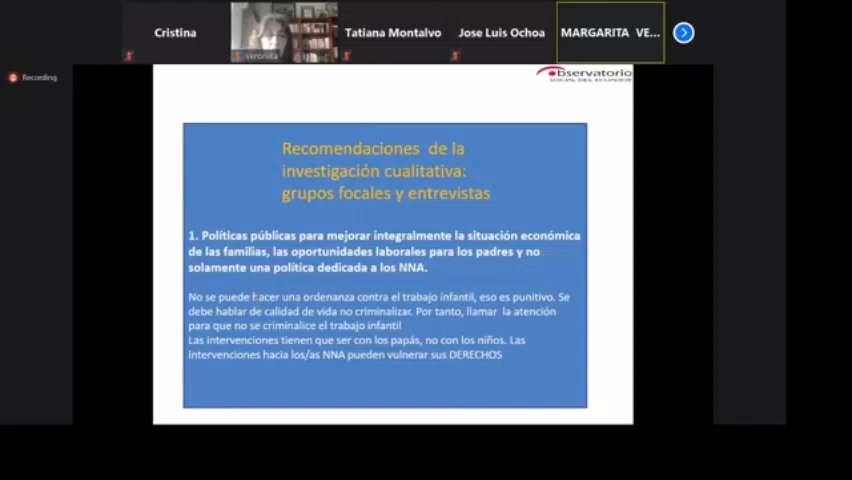 Cristina
veronica
Tatiana Montalvo
Jose Luis Ochoa
MARGARITA VE...
Recording
Observatorio
SOCIAL DEL ECUADOR
Recomendaciones de la
investigación cualitativa:
grupos focales y entrevistas
1. Políticas públicas para mejorar integralmente la situación económica
de las familias, las oportunidades laborales para los padres y no
solamente una política dedicada a los NNA.
No se puede hacer una ordenanza contra el trabajo infantil, eso es punitivo. Se
debe hablar de calidad de vida no criminalizar. Por tanto, llamar la atención
para que no se criminalice el trabajo infantil
Las intervenciones tienen que ser con los papás, no con los niños. Las
intervenciones hacia los/as NNA pueden vulnerar sus DERECHOS